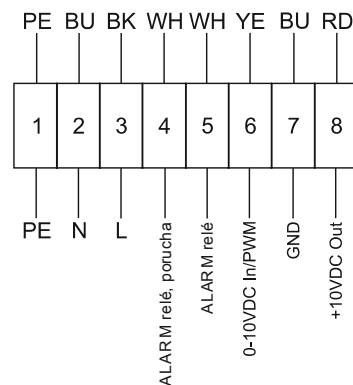 PE BU BK WH WH YE BU RD
1 2 3 4 5 6 7 8
PE N L
ALARM relé, porucha
ALARM relé
0-10VDC In/PWM
GND
+10VDC Out